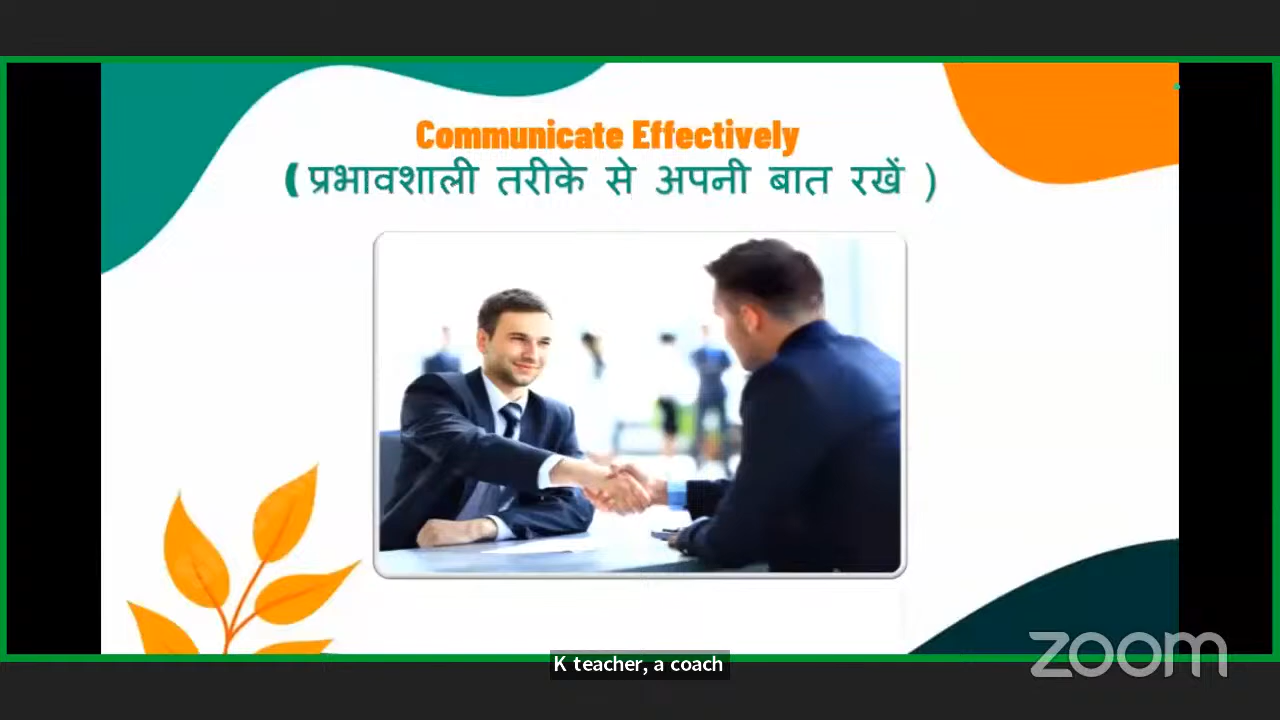 Communicate Effectively
( प्रभावशाली तरीके से अपनी बात रखें )
zoom
K teacher, a coach